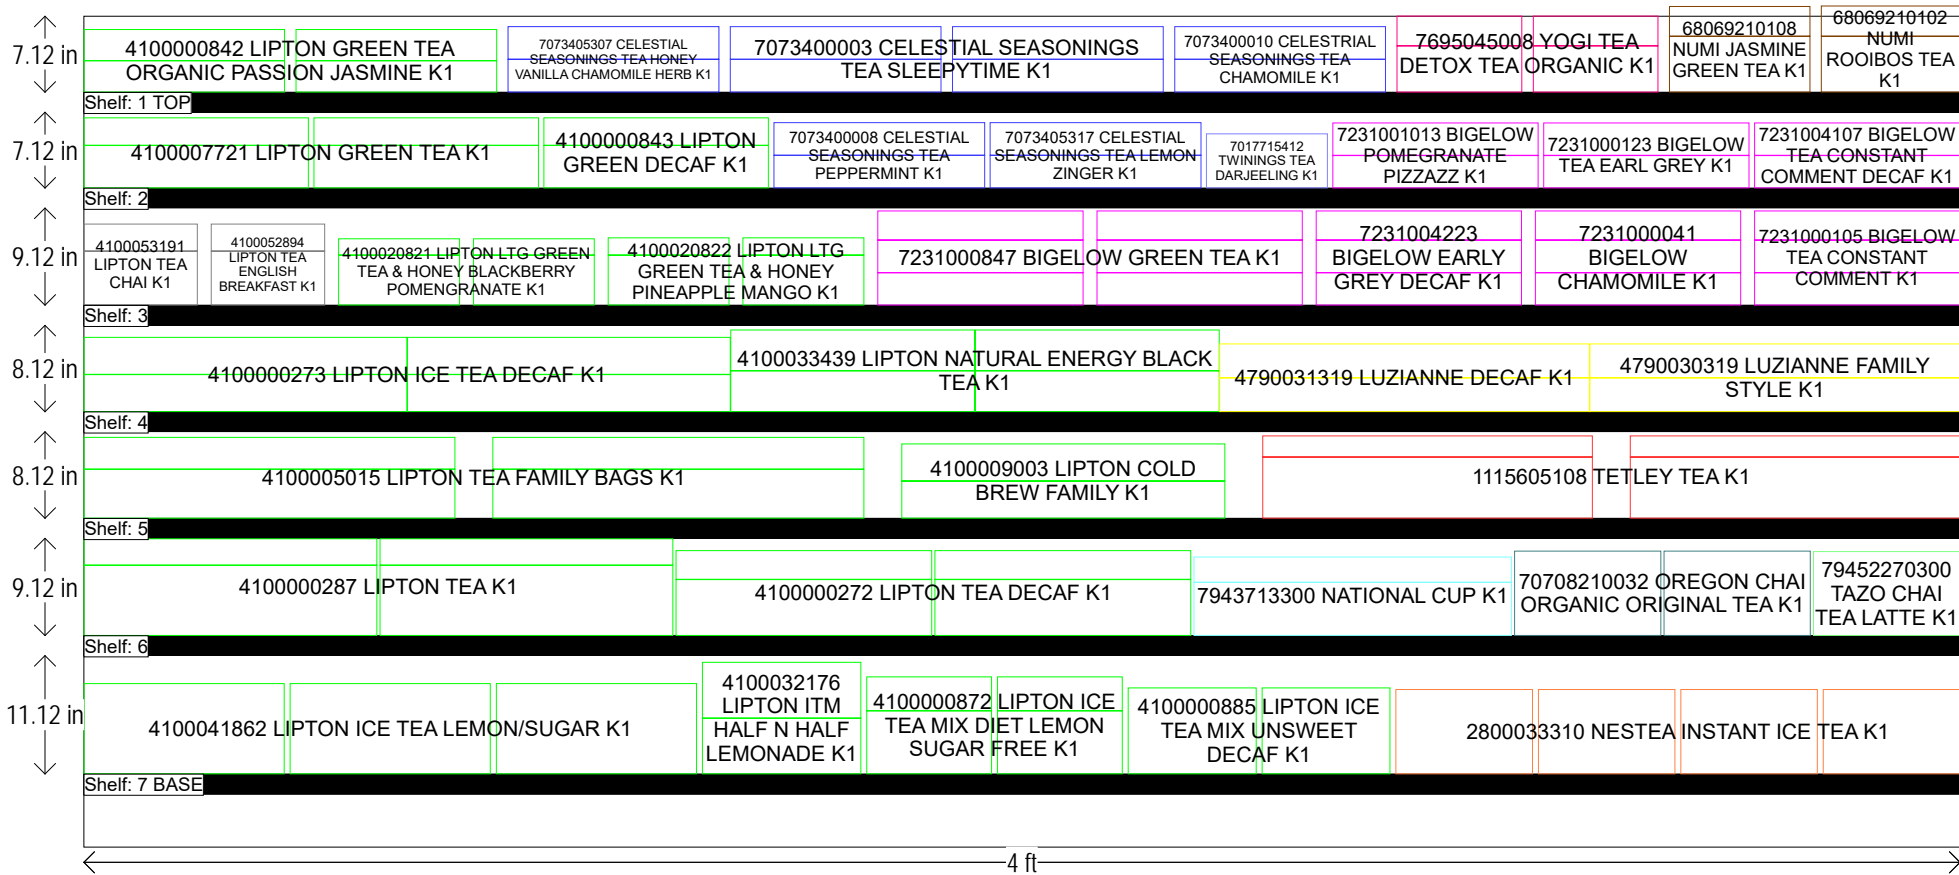 7.12 in
4100000842 LIPTON GREEN TEA
ORGANIC PASSION JASMINE K1
7073405307 CELESTIAL
SEASONINGS TEA HONEY
VANILLA CHAMOMILE HERB K1
7073400003 CELESTIAL SEASONINGS
TEA SLEEPYTIME K1
7073400010 CELESTRIAL
SEASONINGS TEA
CHAMOMILE K1
7695045008 YOGI TEA
DETOX TEA ORGANIC K1
68069210108
NUMI JASMINE
GREEN TEA K1
68069210102
NUMI
ROOIBOS TEA
K1
Shelf: 1 TOP
7.12 in
4100007721 LIPTON GREEN TEA K1
4100000843 LIPTON
GREEN DECAF K1
7073400008 CELESTIAL
SEASONINGS TEA
PEPPERMINT K1
7073405317 CELESTIAL
SEASONINGS TEA LEMON
ZINGER K1
7017715412
TWININGS TEA
DARJEELING K1
7231001013 BIGELOW
POMEGRANATE
PIZZAZZ K1
7231000123 BIGELOW
TEA EARL GREY K1
7231004107 BIGELOW
TEA CONSTANT
COMMENT DECAF K1
Shelf: 2
9.12 in
4100053191
LIPTON TEA
CHAI K1
4100052894
LIPTON TEA
ENGLISH
BREAKFAST K1
4100020821 LIPTON LTG GREEN
TEA & HONEY BLACKBERRY
POMENGRANATE K1
4100020822 LIPTON LTG
GREEN TEA & HONEY
PINEAPPLE MANGO K1
7231000847 BIGELOW GREEN TEA K1
7231004223
BIGELOW EARLY
GREY DECAF K1
7231000041
BIGELOW
CHAMOMILE K1
7231000105 BIGELOW
TEA CONSTANT
COMMENT K1
Shelf: 3
8.12 in
4100000273 LIPTON ICE TEA DECAF K1
4100033439 LIPTON NATURAL ENERGY BLACK
TEA K1
4790031319 LUZIANNE DECAF K1
4790030319 LUZIANNE FAMILY
STYLE K1
Shelf: 4
8.12 in
4100005015 LIPTON TEA FAMILY BAGS K1
4100009003 LIPTON COLD
BREW FAMILY K1
1115605108 TETLEY TEA K1
Shelf: 5
9.12 in
4100000287 LIPTON TEA K1
4100000272 LIPTON TEA DECAF K1
7943713300 NATIONAL CUP K1
70708210032 OREGON CHAI
ORGANIC ORIGINAL TEA K1
79452270300
TAZO CHAI
TEA LATTE K1
Shelf: 6
11.12 in
4100041862 LIPTON ICE TEA LEMON/SUGAR K1
4100032176
LIPTON ITM
HALF N HALF
LEMONADE K1
4100000872 LIPTON ICE
TEA MIX DIET LEMON
SUGAR FREE K1
4100000885 LIPTON ICE
TEA MIX UNSWEET
DECAF K1
2800033310 NESTEA INSTANT ICE TEA K1
Shelf: 7 BASE
4 ft